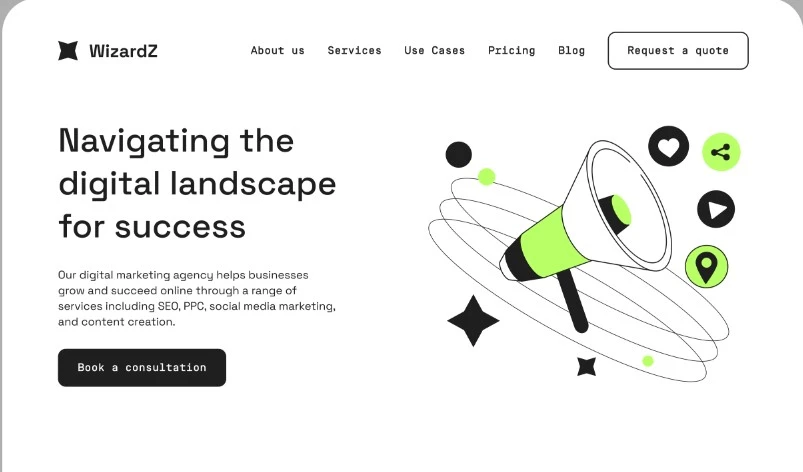 WizardZ
About us Services Use Cases Pricing Blog Request a quote
Navigating the
digital landscape
for success
Our digital marketing agency helps businesses
grow and succeed online through a range of
services including SEO, PPC, social media marketing,
and content creation.
Book a consultation